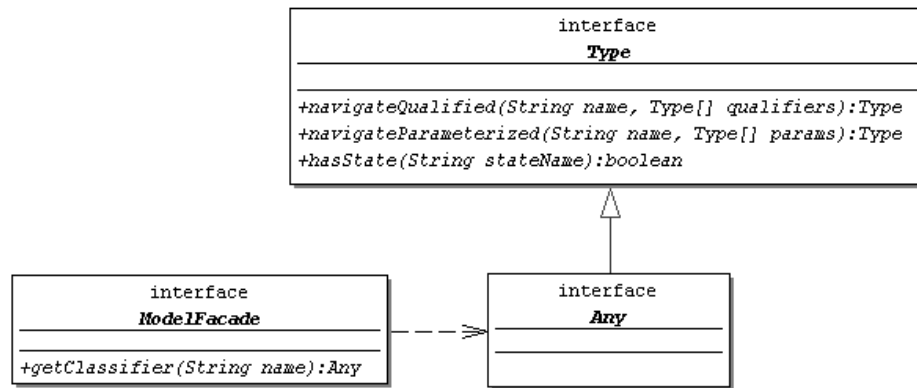 interface
Type
+navigateQualified(String name, Type[] qualifiers):Type
+navigateParameterized(String name, Type[] params):Type
+hasState(String stateName):boolean
interface
ModelFacade
+getClassifier(String name):Any
interface
Any